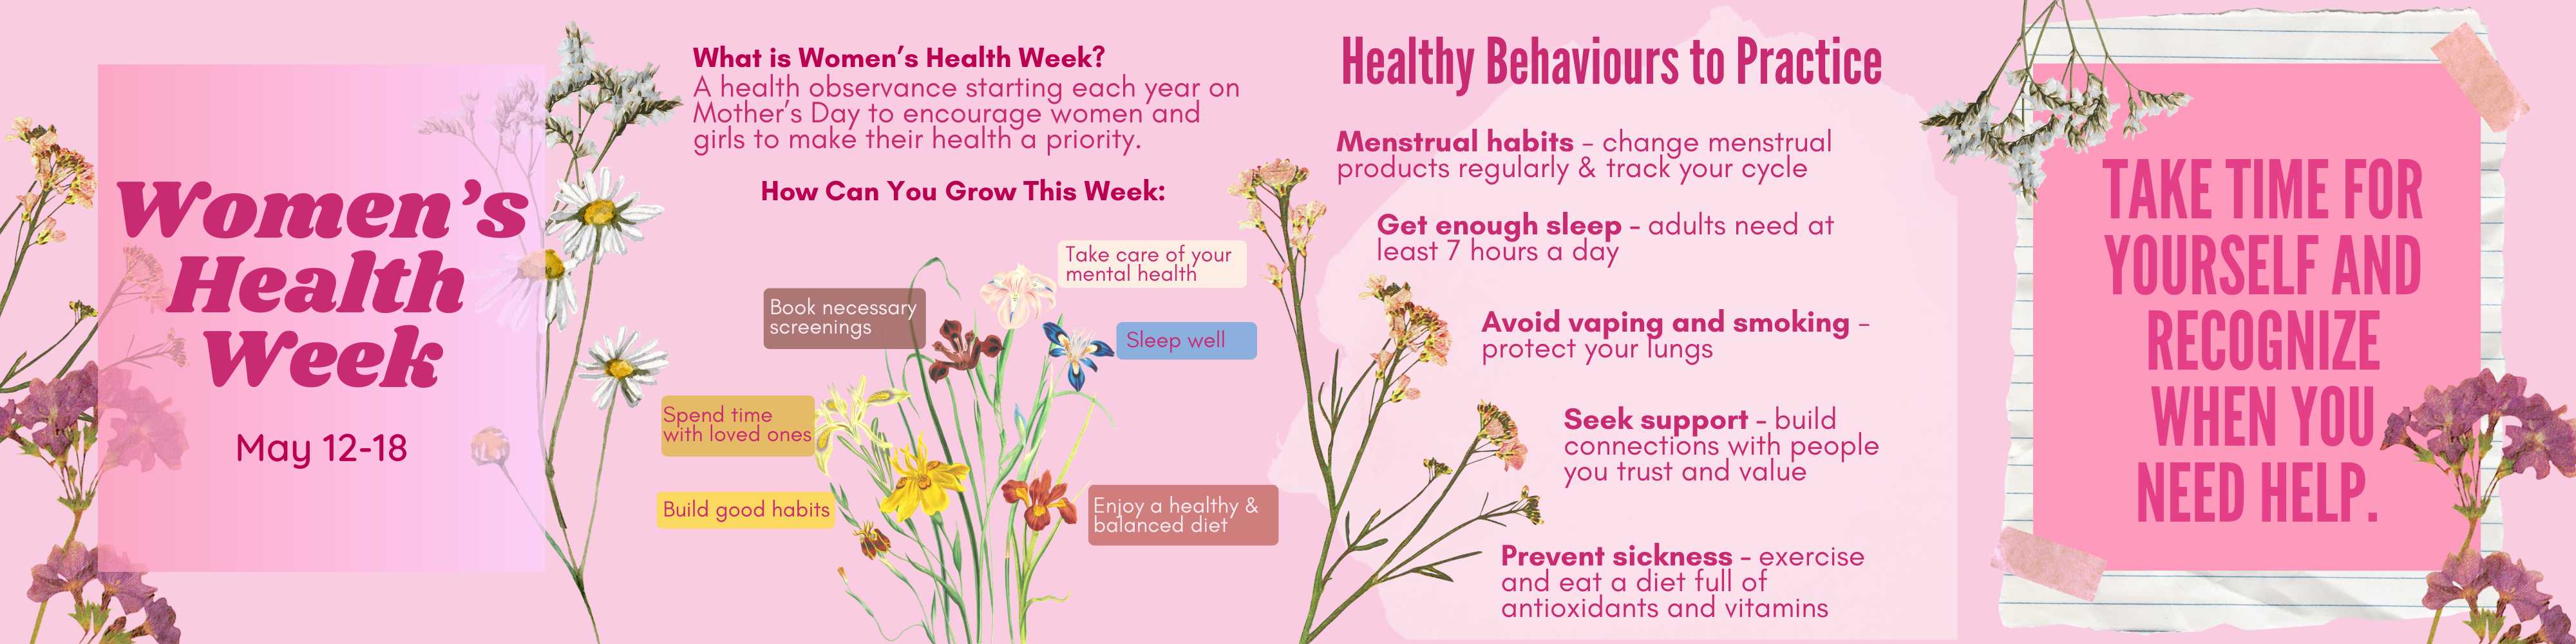 Women's
Health
Week
May 12-18
What is Women's Health Week?
A health observance starting each year on
Mother's Day to encourage women and
girls to make their health a priority.
How Can You Grow This Week:
Take care of your
mental health
Book necessary
screenings
Sleep well
Spend time
with loved ones
Build good habits
Enjoy a healthy &
balanced diet
Healthy Behaviours to Practice
Menstrual habits - change menstrual
products regularly & track your cycle
Get enough sleep - adults need at
least 7 hours a day
Avoid vaping and smoking -
protect your lungs
Seek support - build
connections with people
you trust and value
Prevent sickness - exercise
and eat a diet full of
antioxidants and vitamins
TAKE TIME FOR
YOURSELF AND
RECOGNIZE
WHEN YOU
NEED HELP.